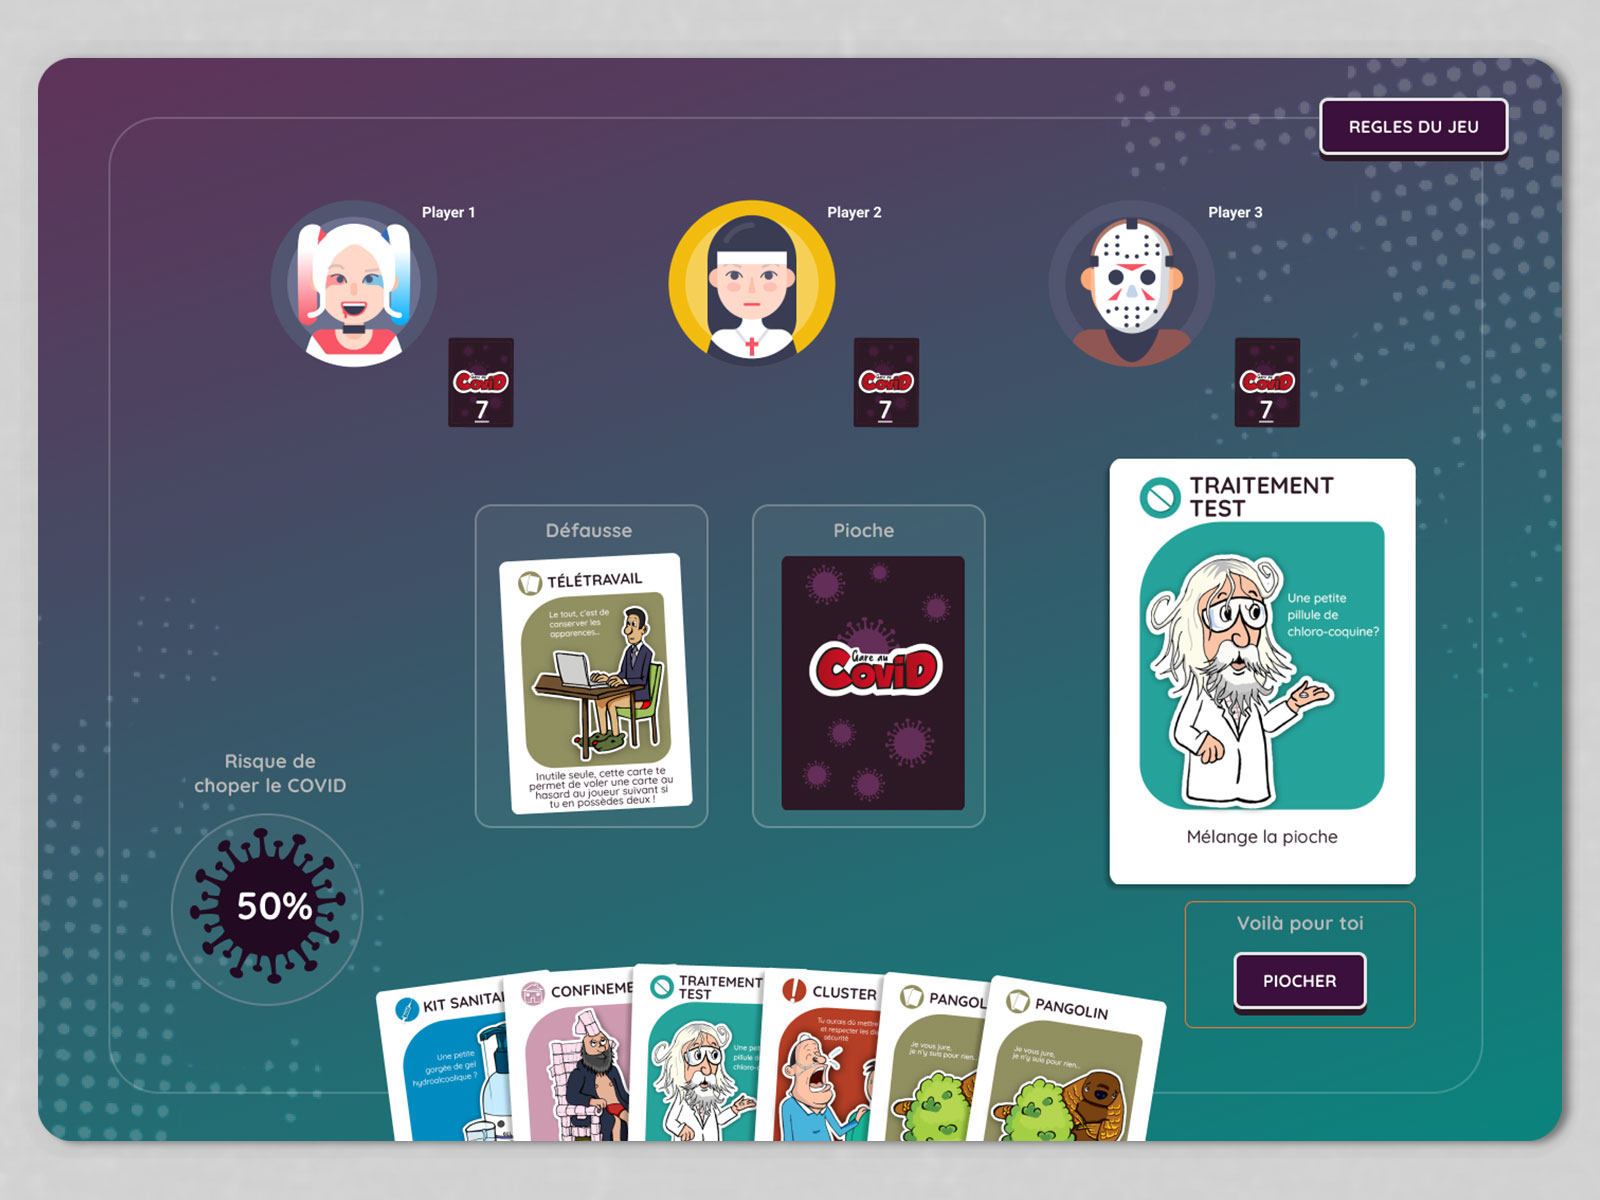 REGLES DU JEU
Player 1
Player 2
Player 3
Gare au
CoviD
7
Gare au
CoviD
7
Gare au
CoviD
7
Défausse
TÉLÉTRAVAIL
Le tout, c'est de
conserver les
apparences...
Inutile seule, cette carte te
permet de voler une carte au
hasard au joueur suivant si
tu en possèdes deux !
Pioche
Gare au
CoviD
TRAITEMENT
TEST
Une petite
pillule de
chloro-coquine?
Mélange la pioche
Risque de
choper le COVID
50%
Voilà pour toi
PIOCHER
KIT SANITAI
Une petite
gorgée de gel
hydroalcoolique ?
CONFINEME
TRAITEMENT
TEST
Une pet
pillule d
chloro-c
CLUSTER
Tu aurais dû mettre
et respecter les dis
sécurité
PANGOL
Je vous jure,
je n'y suis pour rien...
PANGOLIN
Je vous jure,
je n'y suis pour rien...